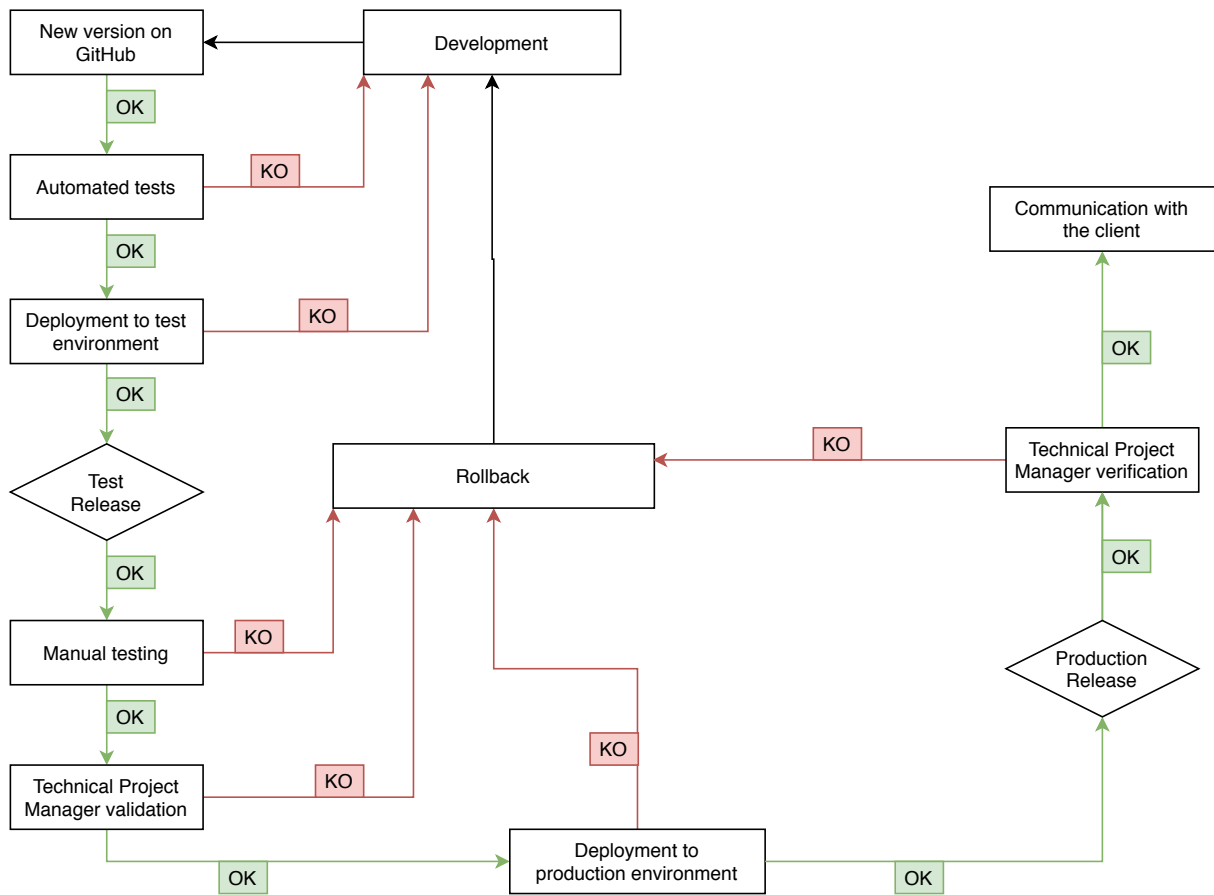 New version on
GitHub
Development
OK
Automated tests
KO
OK
Deployment to test
environment
KO
OK
Test
Release
OK
Manual testing
KO
OK
Technical Project
Manager validation
KO
OK
Rollback
KO
Deployment to
production environment
OK
Production
Release
OK
Technical Project
Manager verification
KO
OK
Communication with
the client